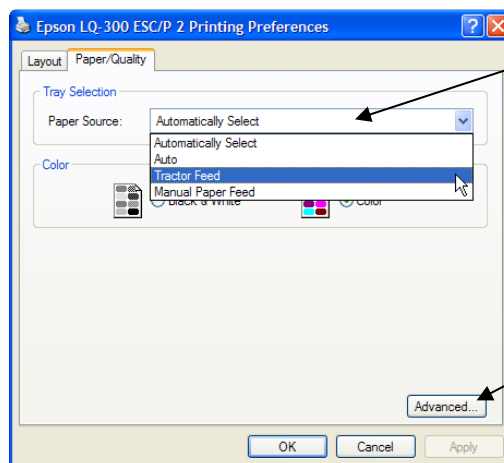 Epson LQ-300 ESC/P 2 Printing Preferences
Layout Paper/Quality
Tray Selection
Paper Source: Automatically Select
Automatically Select
Auto
Tractor Feed
Manual Paper Feed
Color
Black & White Color
Advanced...
OK Cancel Apply